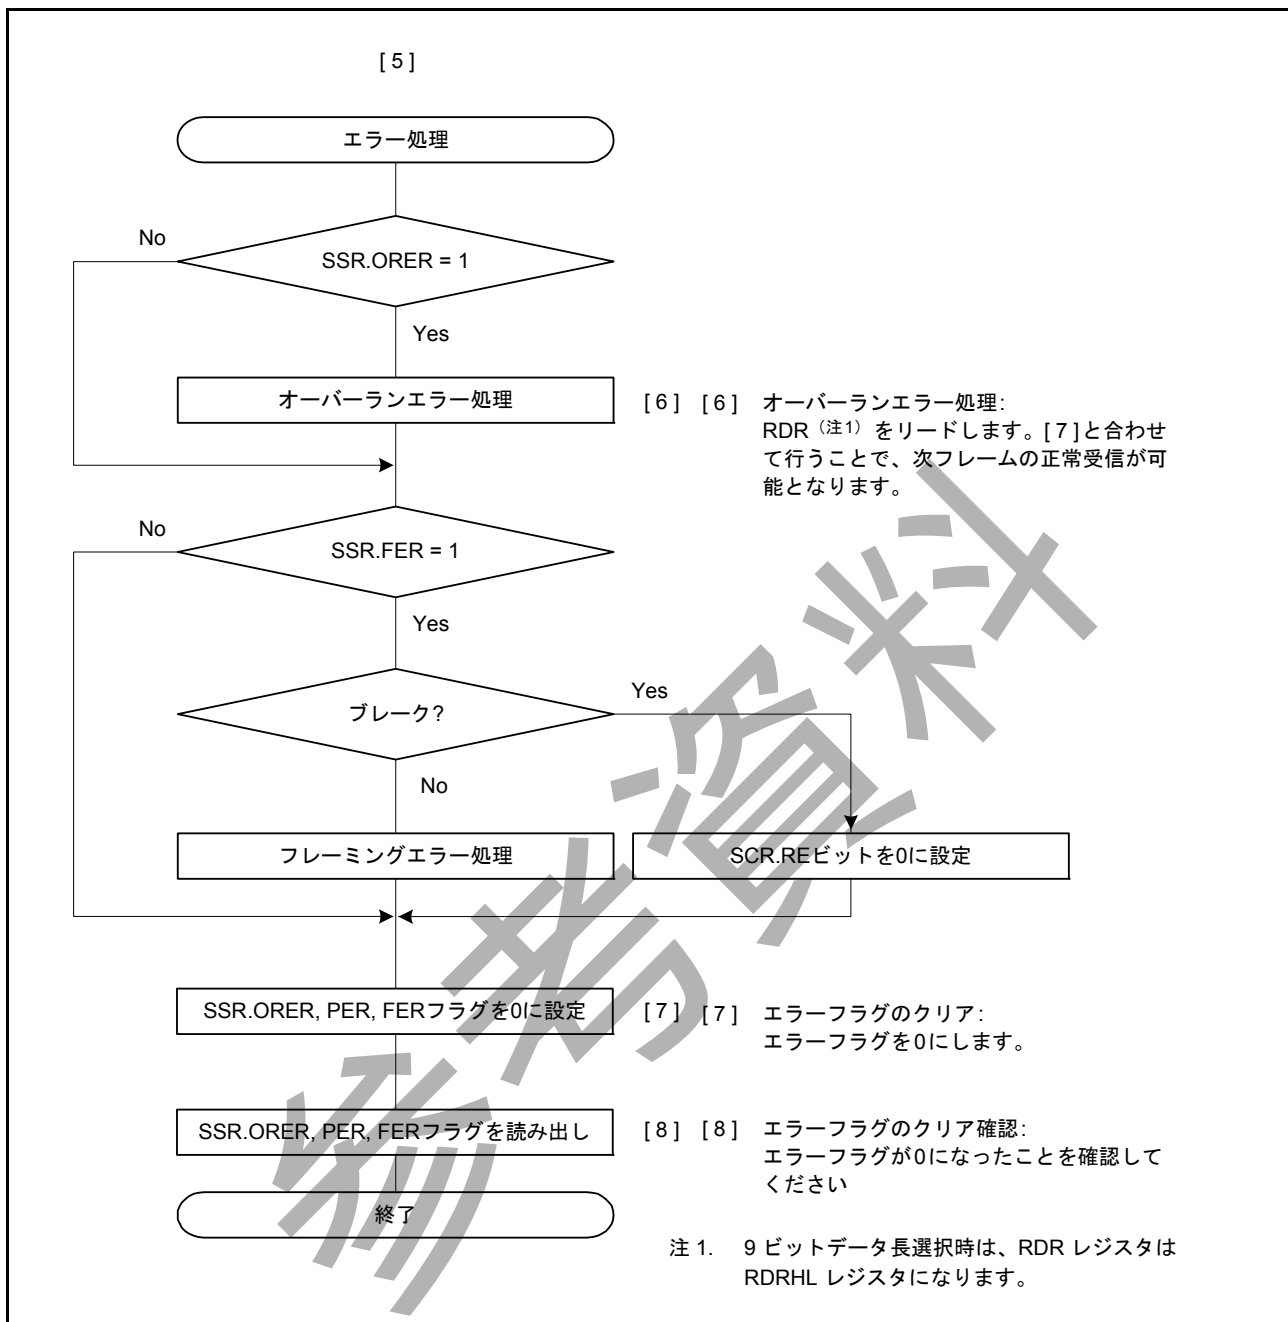 [ 5 ]
エラー処理
No
SSR.ORER = 1
Yes
オーバーランエラー処理
[ 6 ] [ 6 ] オーバーランエラー処理:
RDR（注1）をリードします。[ 7 ]と合わせ
て行うことで、次フレームの正常受信が可
能となります。
No
SSR.FER = 1
Yes
ブレーク?
Yes
No
フレーミングエラー処理
SCR.REビットを0に設定
SSR.ORER, PER, FERフラグを0に設定
[ 7 ] [ 7 ] エラーフラグのクリア:
エラーフラグを0にします。
SSR.ORER, PER, FERフラグを読み出し
[ 8 ] [ 8 ] エラーフラグのクリア確認:
エラーフラグが0になったことを確認して
ください
終了
注 1. 9 ビットデータ長選択時は、RDR レジスタは
RDRHL レジスタになります。
参考資料